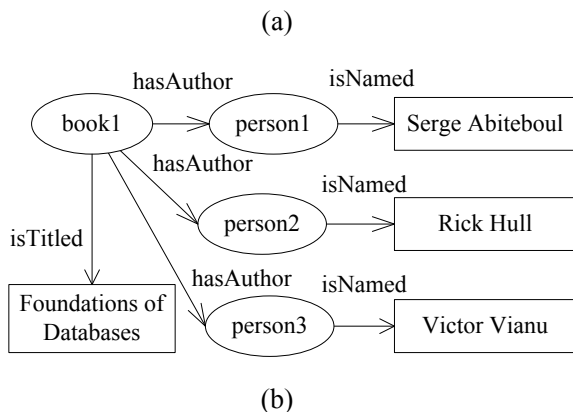 (a)
hasAuthor
isNamed
book1
person1
Serge Abiteboul
hasAuthor
isNamed
person2
Rick Hull
isTitled
hasAuthor
isNamed
Foundations of
Databases
person3
Victor Vianu
(b)